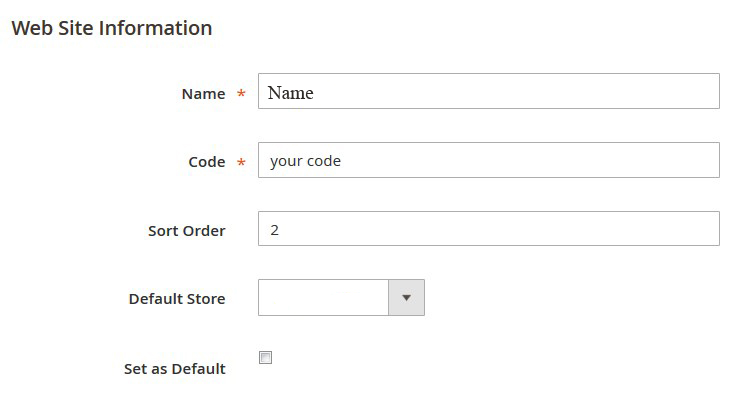 Web Site Information
Name * Name
Code * your code
Sort Order 2
Default Store
Set as Default